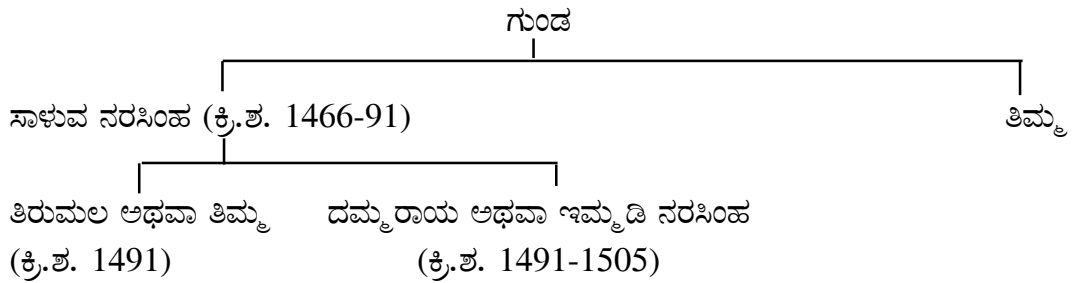 ಗುಂಡ
ಸಾಳುವ ನರಸಿಂಹ (ಕ್ರಿ.ಶ. 1466-91) ತಿಮ್ಮ
ತಿರುಮಲ ಅಥವಾ ತಿಮ್ಮ ದಮ್ಮರಾಯ ಅಥವಾ ಇಮ್ಮಡಿ ನರಸಿಂಹ
(ಕ್ರಿ.ಶ. 1491) (ಕ್ರಿ.ಶ. 1491-1505)